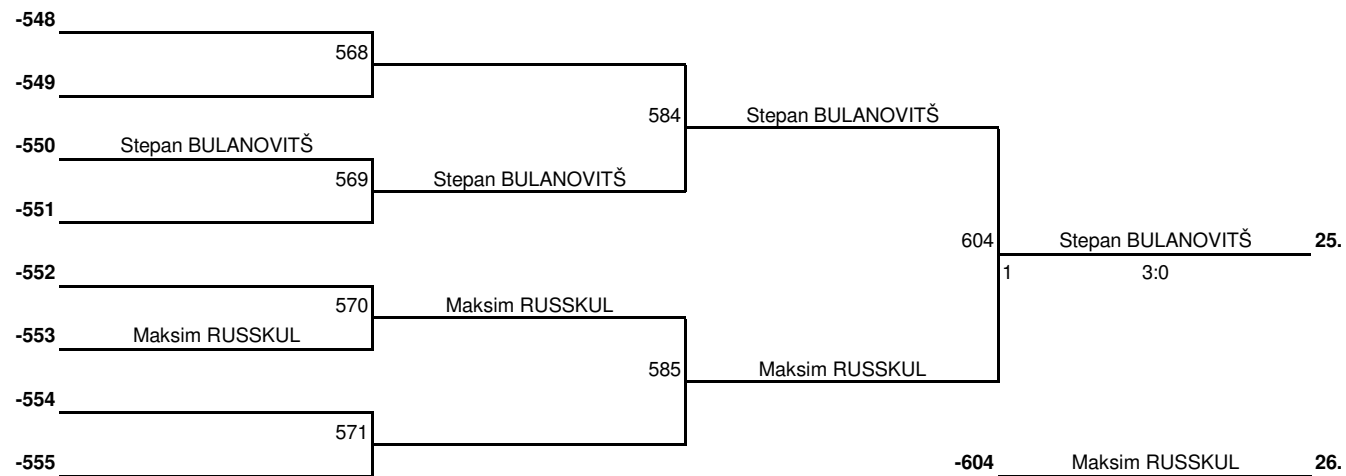 -548
568
-549
584 Stepan BULANOVITŠ
-550 Stepan BULANOVITŠ
569 Stepan BULANOVITŠ
-551
604 Stepan BULANOVITŠ 25.
-552
1 3:0
570 Maksim RUSSKUL
-553 Maksim RUSSKUL
585 Maksim RUSSKUL
-554
571
-555
-604 Maksim RUSSKUL 26.